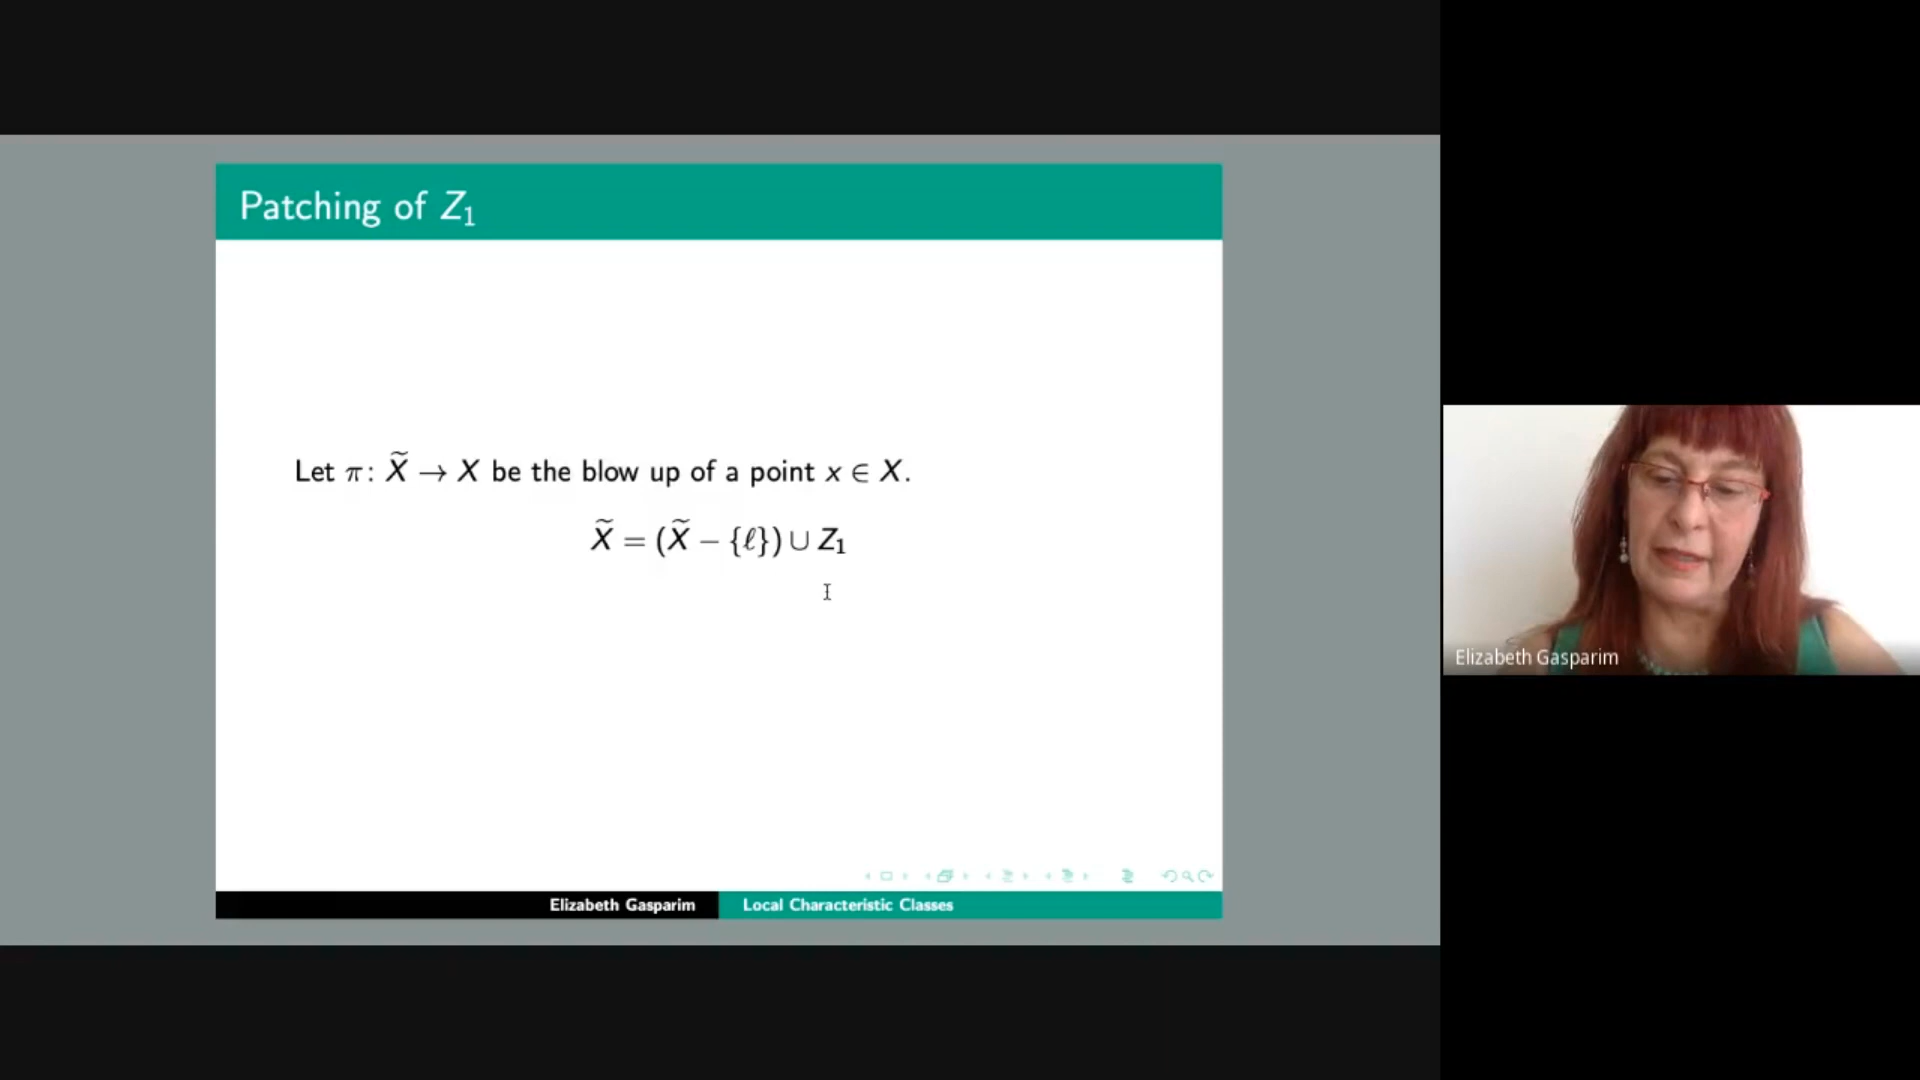 Patching of Z₁
Let π: X̃ → X be the blow up of a point x ∈ X.
X̃ = (X̃ − {ℓ}) ∪ Z₁
Elizabeth Gasparim
Elizabeth Gasparim Local Characteristic Classes